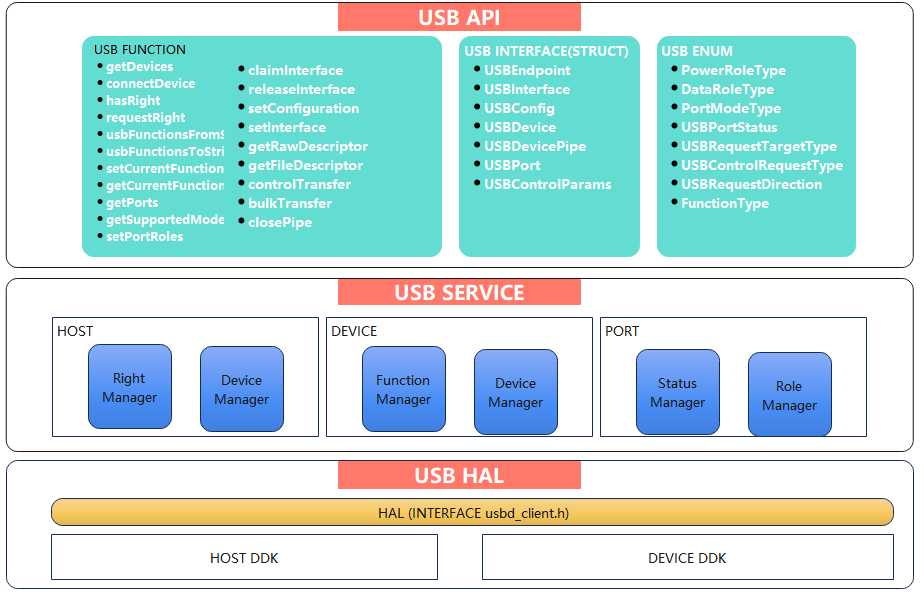 USB API
USB FUNCTION
getDevices
connectDevice
hasRight
requestRight
usbFunctionsFromS
usbFunctionsToStri
setCurrentFunction
getCurrentFunction
getPorts
getSupportedMode
setPortRoles
claimInterface
releaseInterface
setConfiguration
setInterface
getRawDescriptor
getFileDescriptor
controlTransfer
bulkTransfer
closePipe
USB INTERFACE(STRUCT)
USBEndpoint
USBInterface
USBConfig
USBDevice
USBDevicePipe
USBPort
USBControlParams
USB ENUM
PowerRoleType
DataRoleType
PortModeType
USBPortStatus
USBRequestTargetType
USBControlRequestType
USBRequestDirection
FunctionType
USB SERVICE
HOST
Right
Manager
Device
Manager
DEVICE
Function
Manager
Device
Manager
PORT
Status
Manager
Role
Manager
USB HAL
HAL (INTERFACE usbd_client.h)
HOST DDK
DEVICE DDK